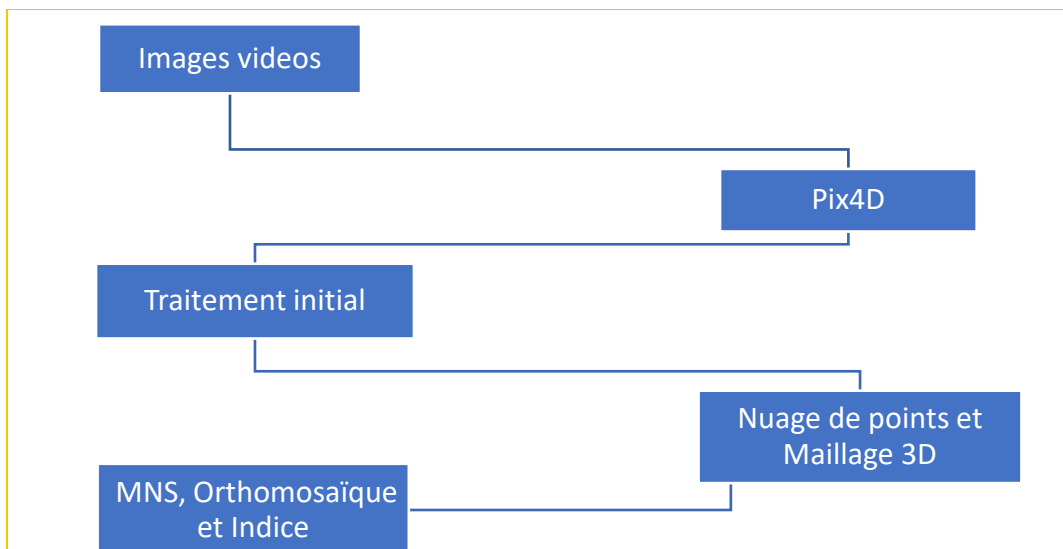 Images videos
Pix4D
Traitement initial
Nuage de points et
Maillage 3D
MNS, Orthomosaïque
et Indice